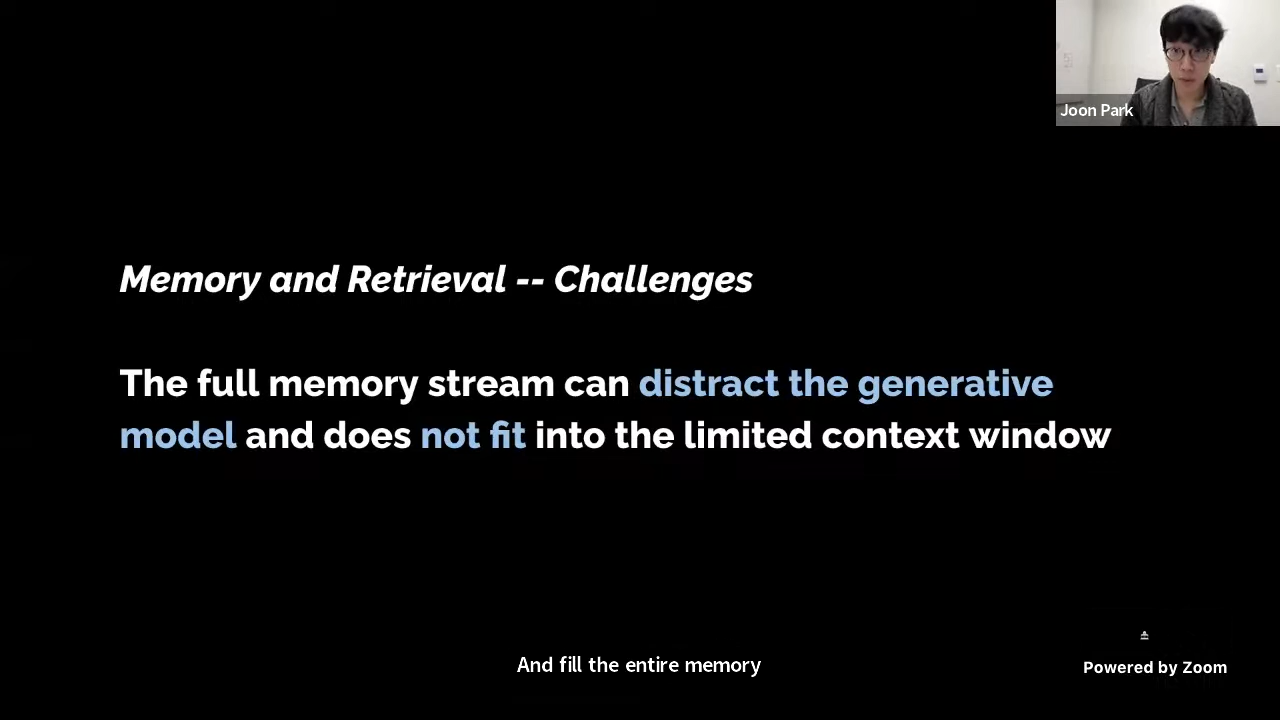 Joon Park
Memory and Retrieval -- Challenges
The full memory stream can distract the generative
model and does not fit into the limited context window
And fill the entire memory
Powered by Zoom